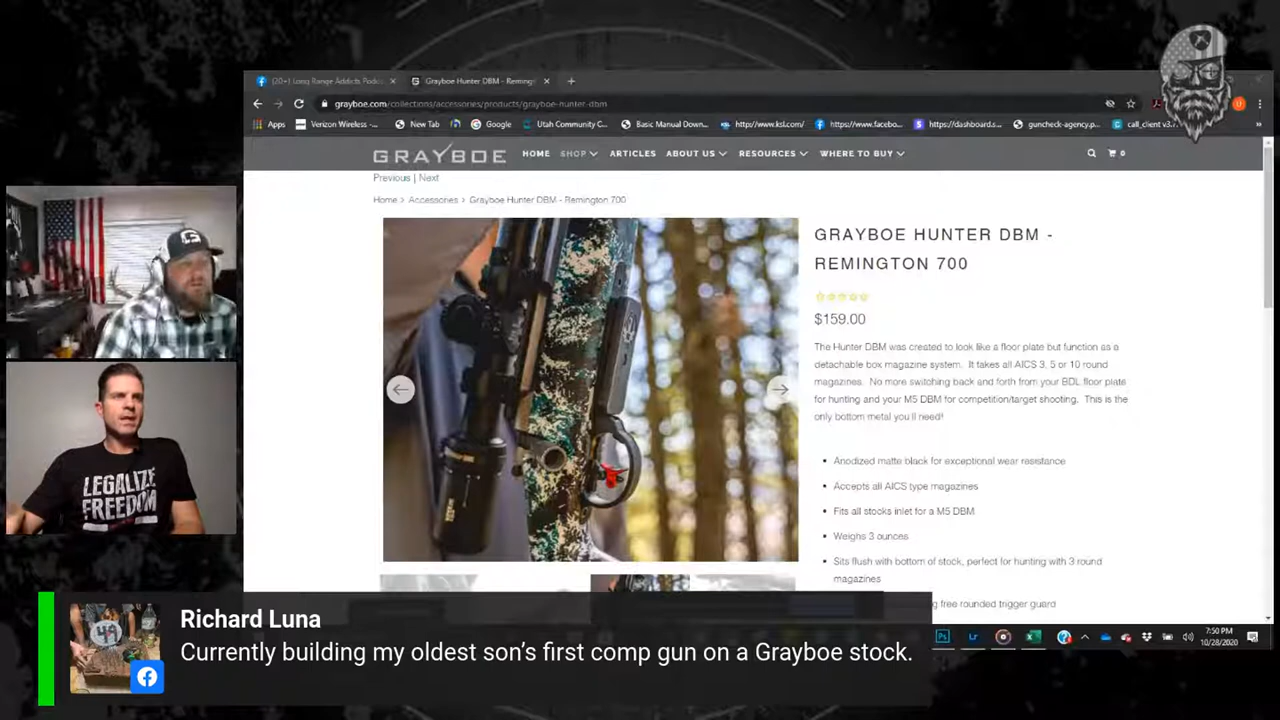 (20+) Long Range Addicts Podc
Grayboe Hunter DBM - Reming
grayboe.com/collections/accessories/products/grayboe-hunter-dbm
Apps Verizon Wireless -... New Tab Google Utah Community C... Basic Manual Down... http://www.ksl.com/ https://www.facebo... https://dashboard.s... guncheck-agency.p... call_client v3.7
GRAYBOE HOME SHOP ARTICLES ABOUT US RESOURCES WHERE TO BUY 0
Previous | Next
Home > Accessories > Grayboe Hunter DBM - Remington 700
GRAYBOE HUNTER DBM -
REMINGTON 700
$159.00
The Hunter DBM was created to look like a floor plate but function as a
detachable box magazine system. It takes all AICS 3, 5 or 10 round
magazines. No more switching back and forth from your BDL floor plate
for hunting and your M5 DBM for competition/target shooting. This is the
only bottom metal you'll need!
• Anodized matte black for exceptional wear resistance
• Accepts all AICS type magazines
• Fits all stocks inlet for a M5 DBM
• Weighs 3 ounces
• Sits flush with bottom of stock, perfect for hunting with 3 round
magazines
free rounded trigger guard
LEGALIZE
FREEDOM
Richard Luna
Currently building my oldest son's first comp gun on a Grayboe stock.
7:50 PM
10/28/2020